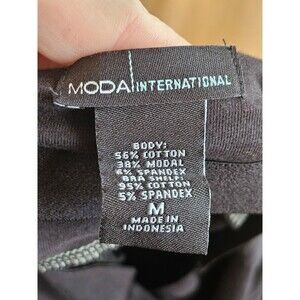 MODA INTERNATIONAL
BODY:
56% COTTON
38% MODAL
6% SPANDEX
BRA SHELF:
95% COTTON
5% SPANDEX
M
MADE IN
INDONESIA